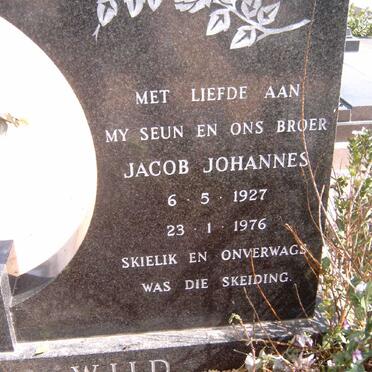 MET LIEFDE AAN
MY SEUN EN ONS BROER
JACOB JOHANNES
6 · 5 · 1927
23 · 1 · 1976
SKIELIK EN ONVERWAGS
WAS DIE SKEIDING.